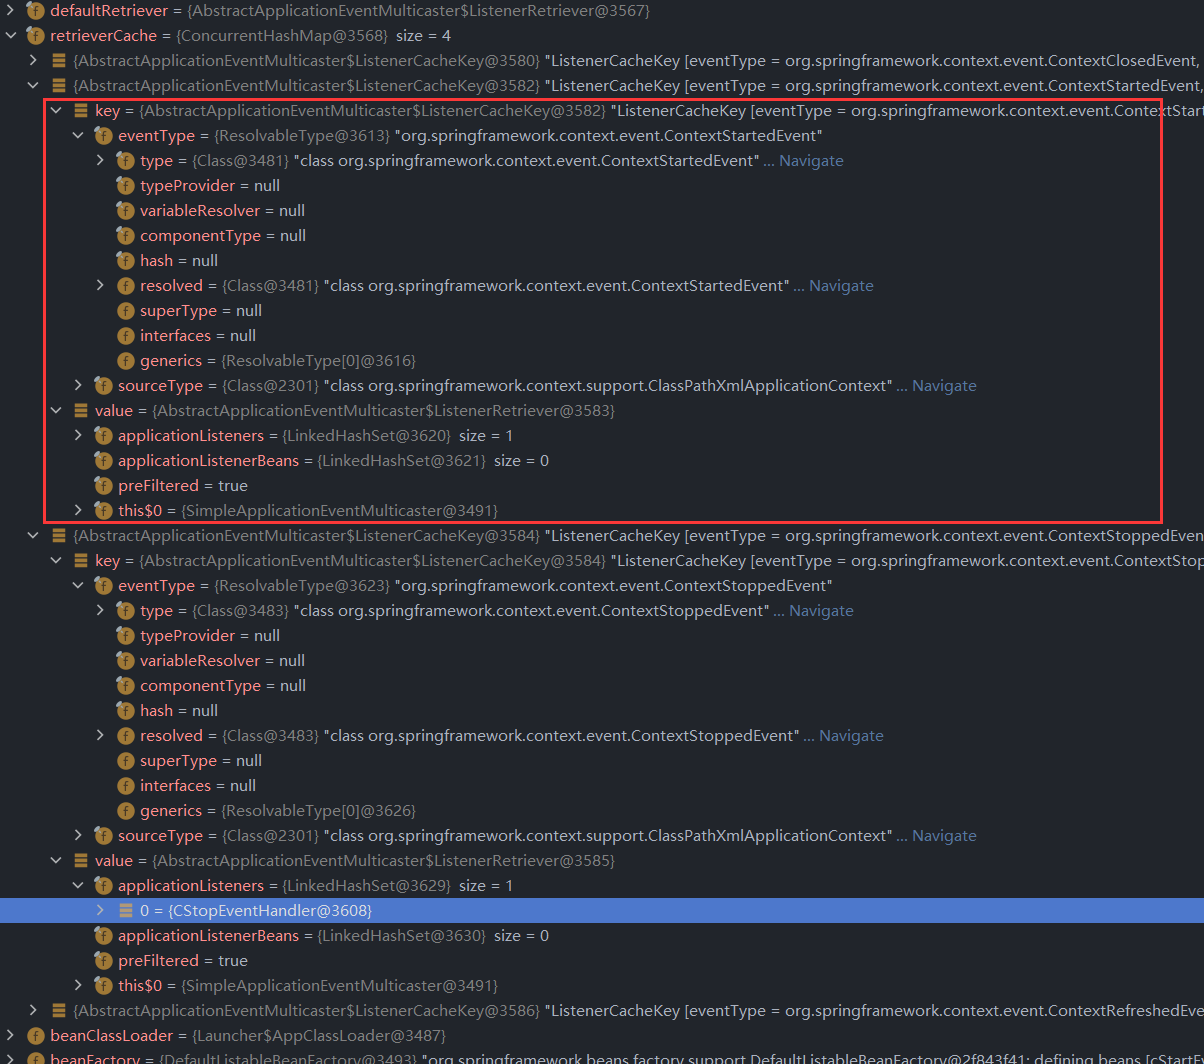 defaultRetriever = {AbstractApplicationEventMulticaster$ListenerRetriever@3567}
retrieverCache = {ConcurrentHashMap@3568} size = 4
{AbstractApplicationEventMulticaster$ListenerCacheKey@3580} "ListenerCacheKey [eventType = org.springframework.context.event.ContextClosedEvent,
{AbstractApplicationEventMulticaster$ListenerCacheKey@3582} "ListenerCacheKey [eventType = org.springframework.context.event.ContextStartedEvent,
key = {AbstractApplicationEventMulticaster$ListenerCacheKey@3582} "ListenerCacheKey [eventType = org.springframework.context.event.ContextStart
eventType = {ResolvableType@3613} "org.springframework.context.event.ContextStartedEvent"
f type = {Class@3481} "class org.springframework.context.event.ContextStartedEvent" ... Navigate
f typeProvider = null
f variableResolver = null
f componentType = null
f hash = null
f resolved = {Class@3481} "class org.springframework.context.event.ContextStartedEvent" ... Navigate
f superType = null
f interfaces = null
f generics = {ResolvableType[0]@3616}
f sourceType = {Class@2301} "class org.springframework.context.support.ClassPathXmlApplicationContext" ... Navigate
value = {AbstractApplicationEventMulticaster$ListenerRetriever@3583}
f applicationListeners = {LinkedHashSet@3620} size = 1
f applicationListenerBeans = {LinkedHashSet@3621} size = 0
f preFiltered = true
f this$0 = {SimpleApplicationEventMulticaster@3491}
{AbstractApplicationEventMulticaster$ListenerCacheKey@3584} "ListenerCacheKey [eventType = org.springframework.context.event.ContextStoppedEven
key = {AbstractApplicationEventMulticaster$ListenerCacheKey@3584} "ListenerCacheKey [eventType = org.springframework.context.event.ContextStop
f eventType = {ResolvableType@3623} "org.springframework.context.event.ContextStoppedEvent"
f type = {Class@3483} "class org.springframework.context.event.ContextStoppedEvent" ... Navigate
f typeProvider = null
f variableResolver = null
f componentType = null
f hash = null
f resolved = {Class@3483} "class org.springframework.context.event.ContextStoppedEvent" ... Navigate
f superType = null
f interfaces = null
f generics = {ResolvableType[0]@3626}
f sourceType = {Class@2301} "class org.springframework.context.support.ClassPathXmlApplicationContext" ... Navigate
value = {AbstractApplicationEventMulticaster$ListenerRetriever@3585}
f applicationListeners = {LinkedHashSet@3629} size = 1
0 = {CStopEventHandler@3608}
f applicationListenerBeans = {LinkedHashSet@3630} size = 0
f preFiltered = true
f this$0 = {SimpleApplicationEventMulticaster@3491}
{AbstractApplicationEventMulticaster$ListenerCacheKey@3586} "ListenerCacheKey [eventType = org.springframework.context.event.ContextRefreshedEve
f beanClassLoader = {Launcher$AppClassLoader@3487}
f beanFactory = {DefaultListableBeanFactory@3493} "org.springframework.beans.factory.support.DefaultListableBeanFactory@2f843f41: defining beans [cStartEv